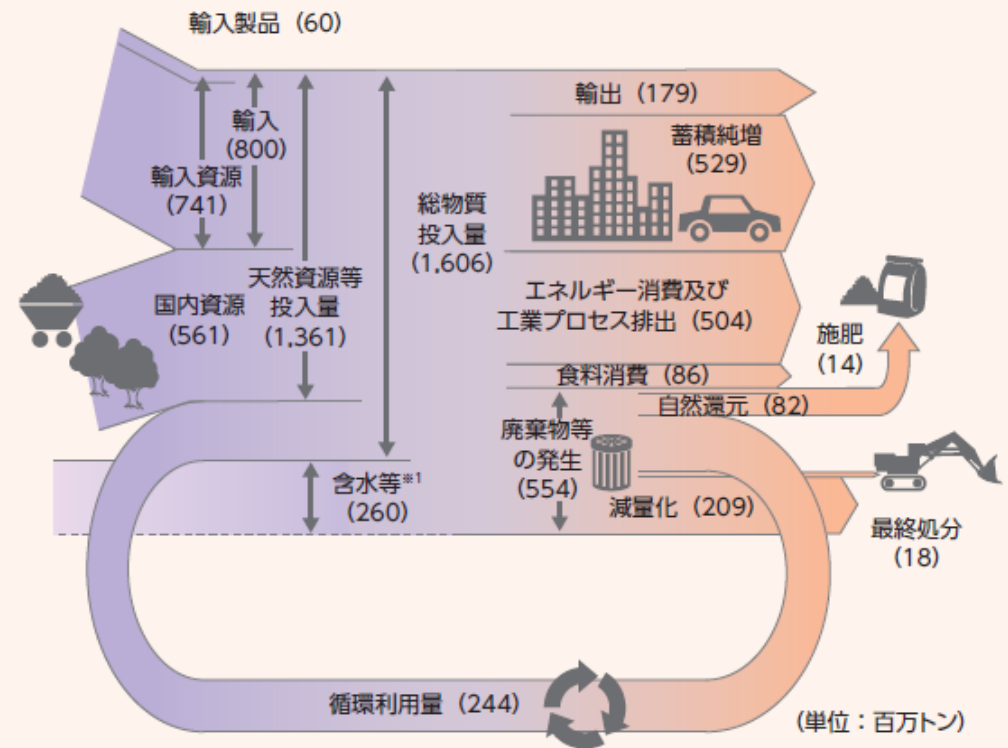 輸入製品（60）
輸出（179）
輸入
（800）
蓄積純増
（529）
輸入資源
（741）
総物質
投入量
（1,606）
天然資源等
投入量
（1,361）
国内資源
（561）
エネルギー消費及び
工業プロセス排出（504）
施肥
（14）
食料消費（86）
自然還元（82）
廃棄物等
の発生
（554）
含水等※1
（260）
減量化（209）
最終処分
（18）
循環利用量（244）
（単位：百万トン）